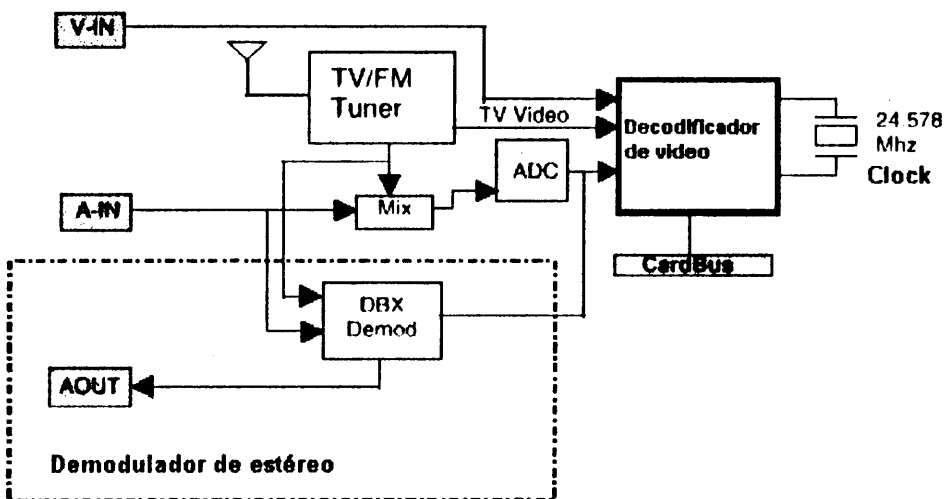 V-IN
TV/FM
Tuner
TV Video
Decodificador
de video
24 578
Mhz
Clock
ADC
Mix
A-IN
CardBus
DBX
Demod
AOUT
Demodulador de estéreo